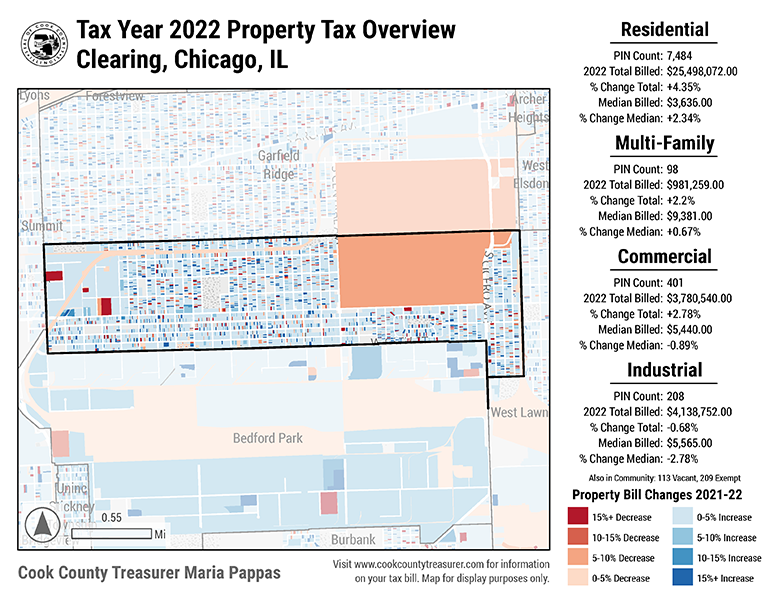 Tax Year 2022 Property Tax Overview
Clearing, Chicago, IL
Lyons
Forestview
Archer
Heights
Garfield
Ridge
West
Elsdon
Summit
West Lawn
Bedford Park
Uninc
Stickney
0.55
Mi
Burbank
Cook County Treasurer Maria Pappas
Visit www.cookcountytreasurer.com for information
on your tax bill. Map for display purposes only.
Residential
PIN Count: 7,484
2022 Total Billed: $25,498,072.00
% Change Total: +4.35%
Median Billed: $3,636.00
% Change Median: +2.34%
Multi-Family
PIN Count: 98
2022 Total Billed: $981,259.00
% Change Total: +2.2%
Median Billed: $9,381.00
% Change Median: +0.67%
Commercial
PIN Count: 401
2022 Total Billed: $3,780,540.00
% Change Total: +2.78%
Median Billed: $5,440.00
% Change Median: -0.89%
Industrial
PIN Count: 208
2022 Total Billed: $4,138,752.00
% Change Total: -0.68%
Median Billed: $5,565.00
% Change Median: -2.78%
Also in Community: 113 Vacant, 209 Exempt
Property Bill Changes 2021-22
15%+ Decrease
10-15% Decrease
5-10% Decrease
0-5% Decrease
0-5% Increase
5-10% Increase
10-15% Increase
15%+ Increase